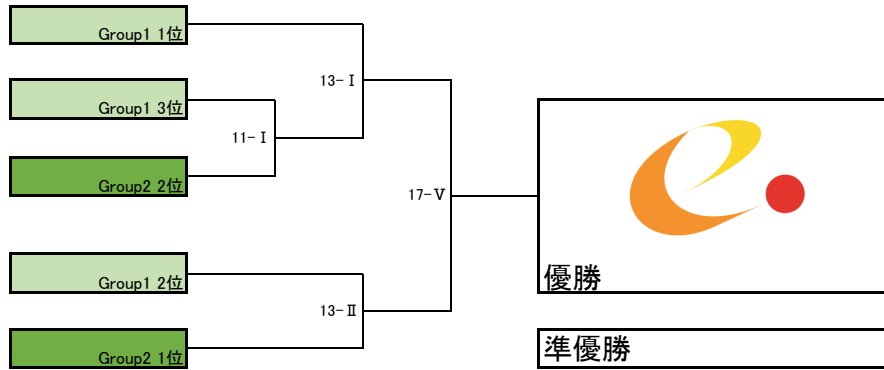 Group1 1位
13-Ⅰ
Group1 3位
11-Ⅰ
Group2 2位
17-Ⅴ
優勝
Group1 2位
13-Ⅱ
Group2 1位
準優勝